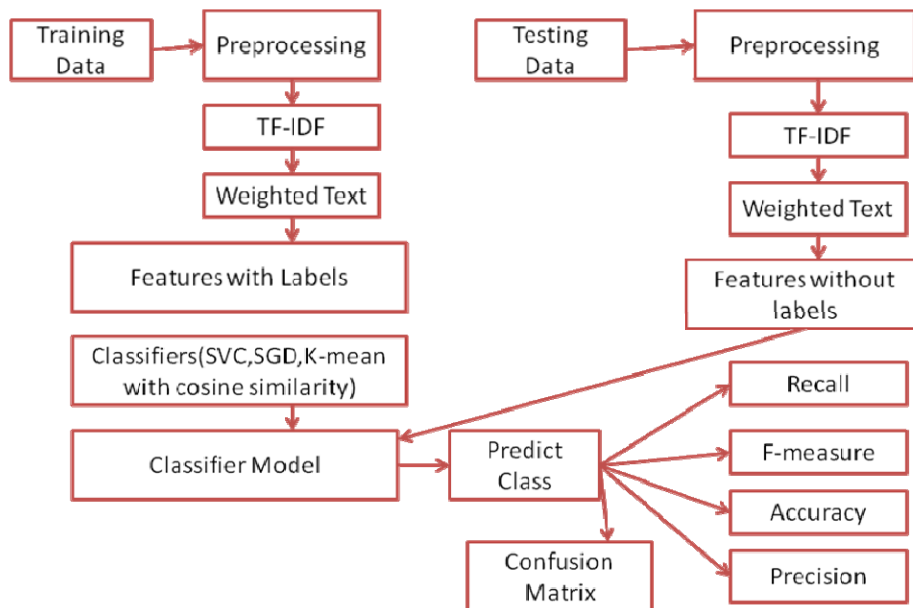 Training
Data
Preprocessing
TF-IDF
Weighted Text
Features with Labels
Classifiers(SVC,SGD,K-mean
with cosine similarity)
Classifier Model
Testing
Data
Preprocessing
TF-IDF
Weighted Text
Features without
labels
Predict
Class
Recall
F-measure
Accuracy
Precision
Confusion
Matrix